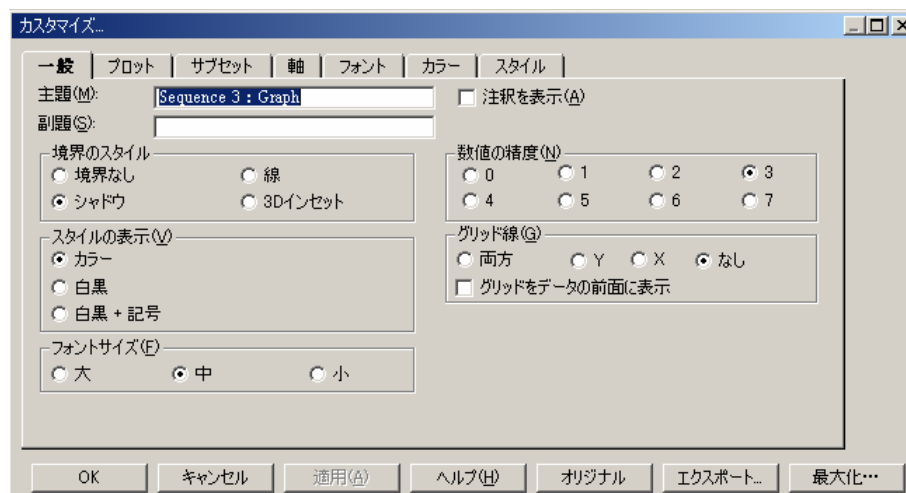 カスタマイズ...
一般 プロット サブセット 軸 フォント カラー スタイル
主題(M): Sequence 3 : Graph 注釈を表示(A)
副題(S):
境界のスタイル 数値の精度(N)
境界なし 線 0 1 2 3
シャドウ 3Dインセット 4 5 6 7
スタイルの表示(V) グリッド線(G)
カラー 両方 Y X なし
白黒 グリッドをデータの前面に表示
白黒 + 記号
フォントサイズ(F)
大 中 小
OK キャンセル 適用(A) ヘルプ(H) オリジナル エクスポート... 最大化…